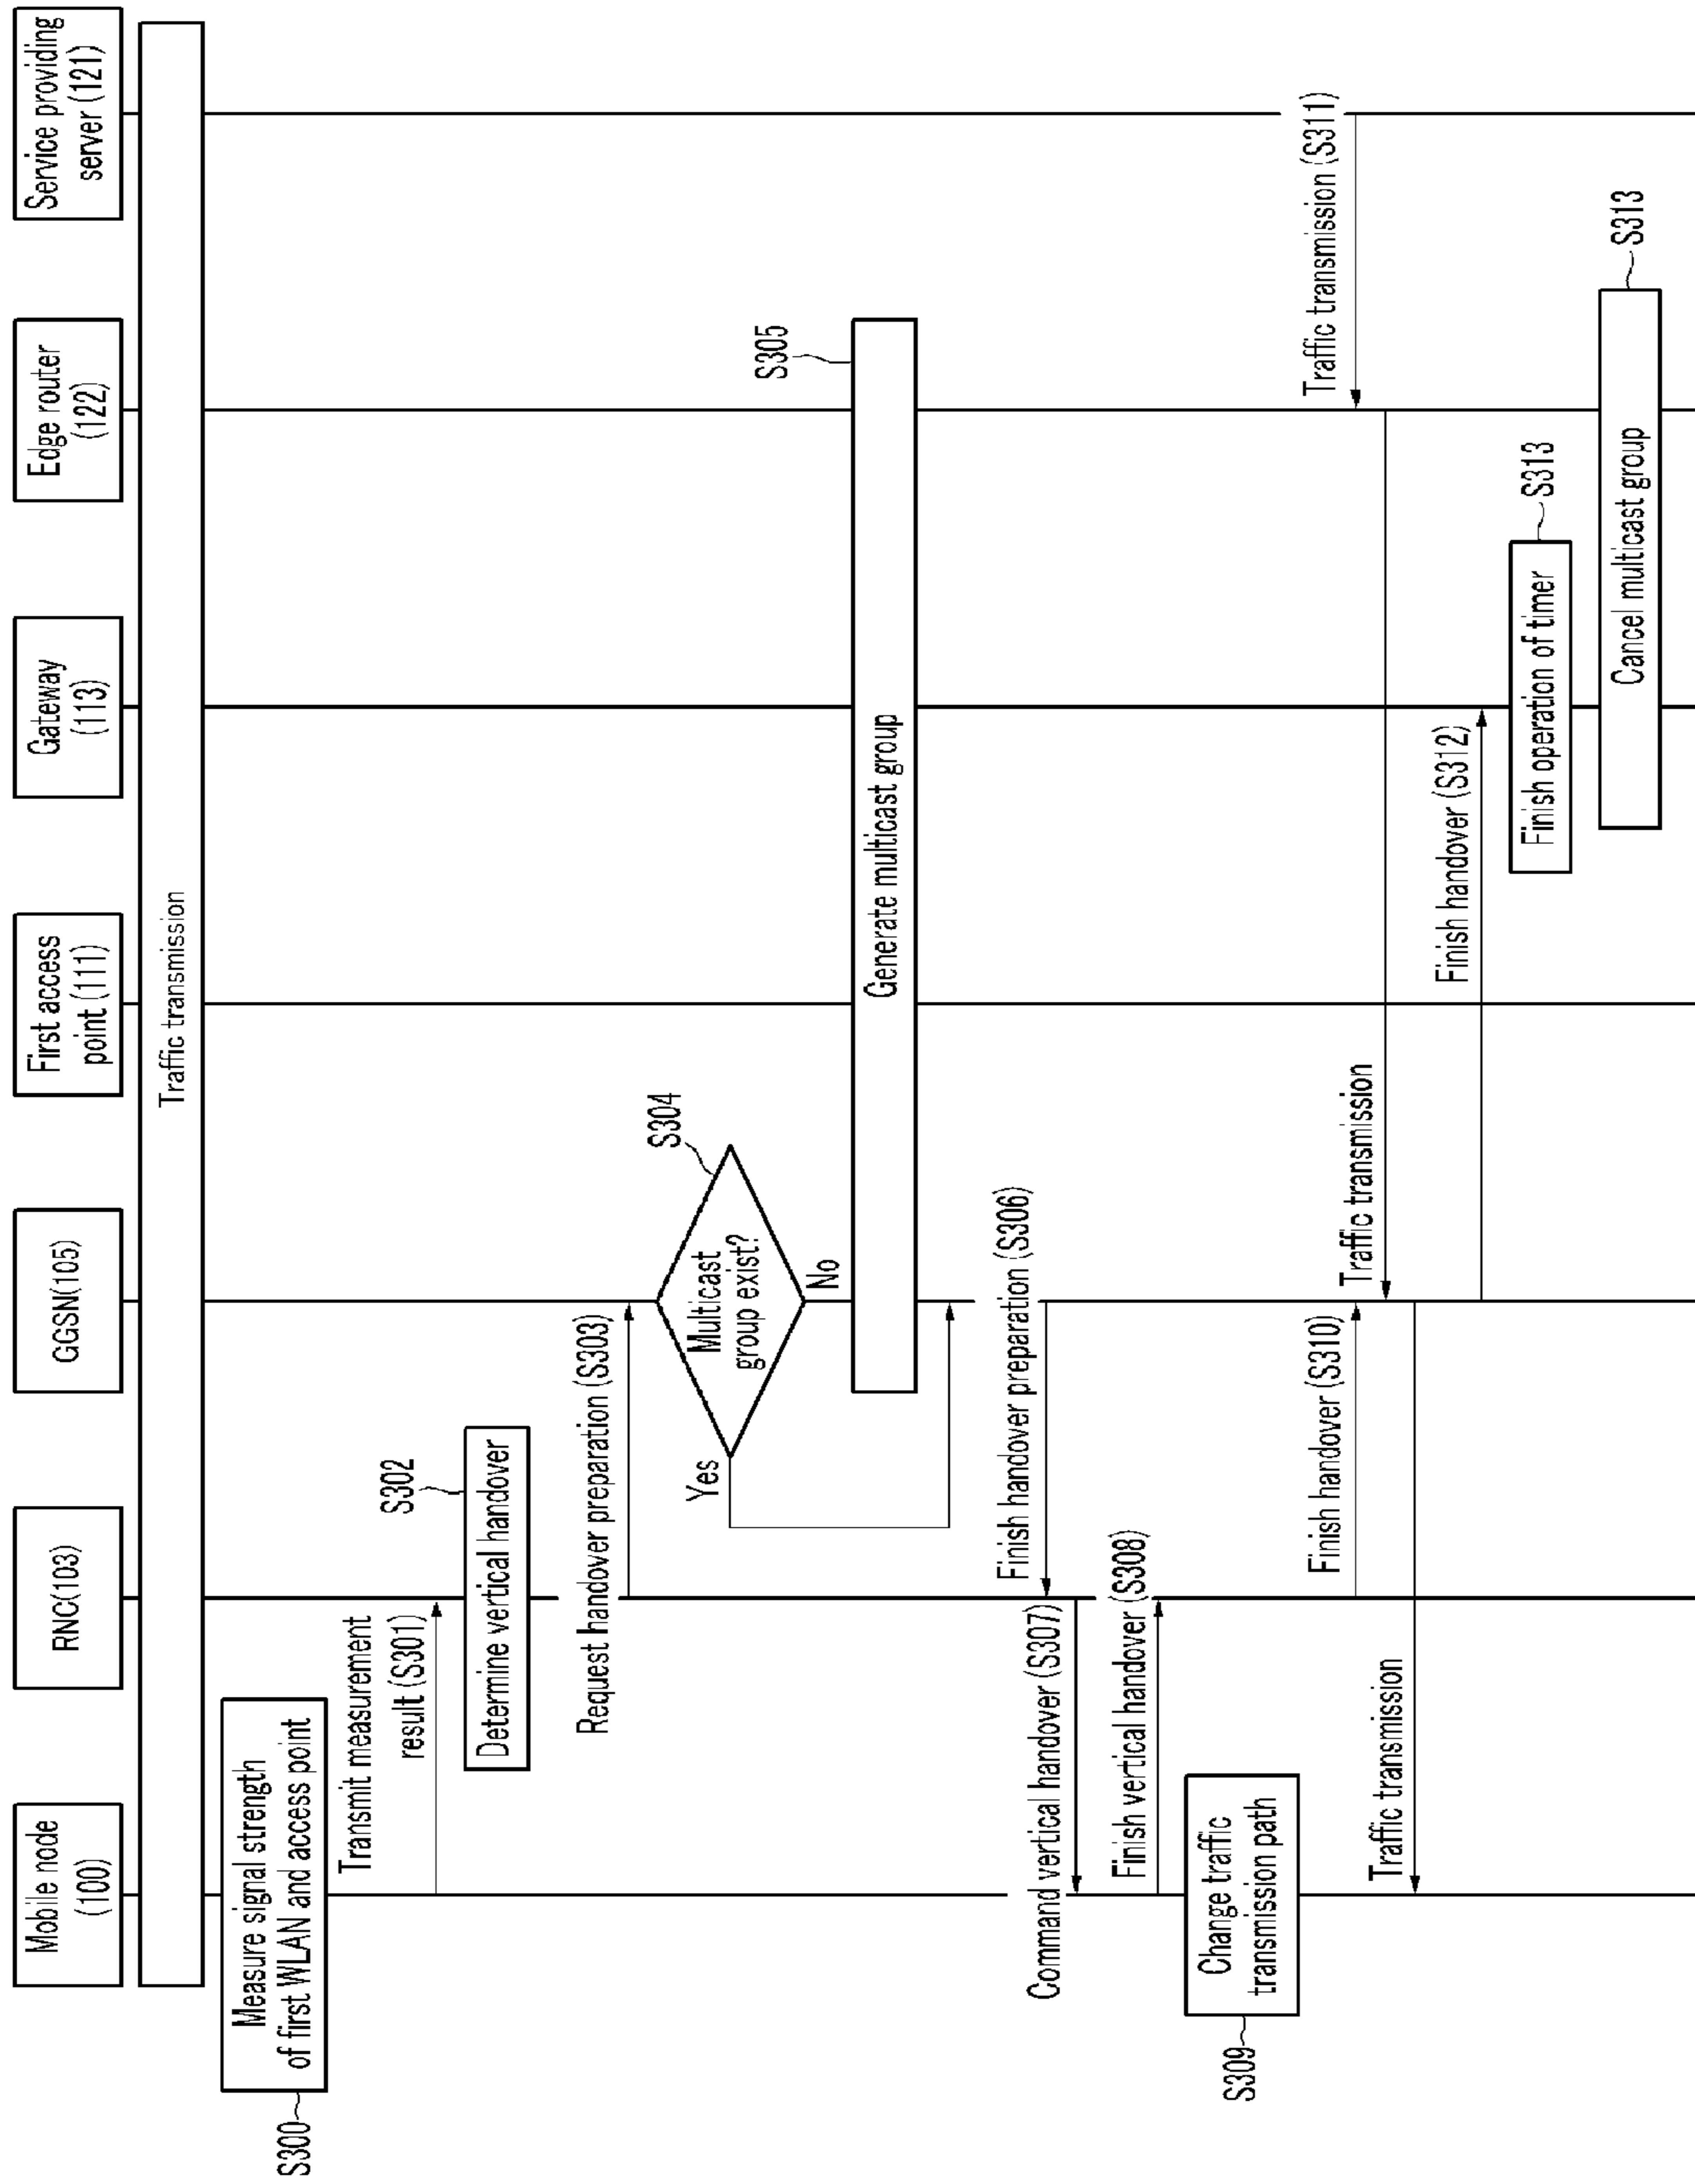 Mobile node
(100)
RNC(103)
GGSN(105)
First access
point (111)
Gateway
(113)
Edge router
(122)
Service providing
server (121)
Traffic transmission
Measure signal strength
of first WLAN and access point
S300
Transmit measurement
result (S301)
S302
Determine vertical handover
Request handover preparation (S303)
S304
Multicast
group exist?
Yes
No
S305
Generate multicast group
Finish handover preparation (S306)
Command vertical handover (S307)
Finish vertical handover (S308)
Change traffic
transmission path
S309
Finish handover (S310)
Traffic transmission (S311)
Traffic transmission
Traffic transmission
Finish handover (S312)
Finish operation of timer
S313
Cancel multicast group
S313